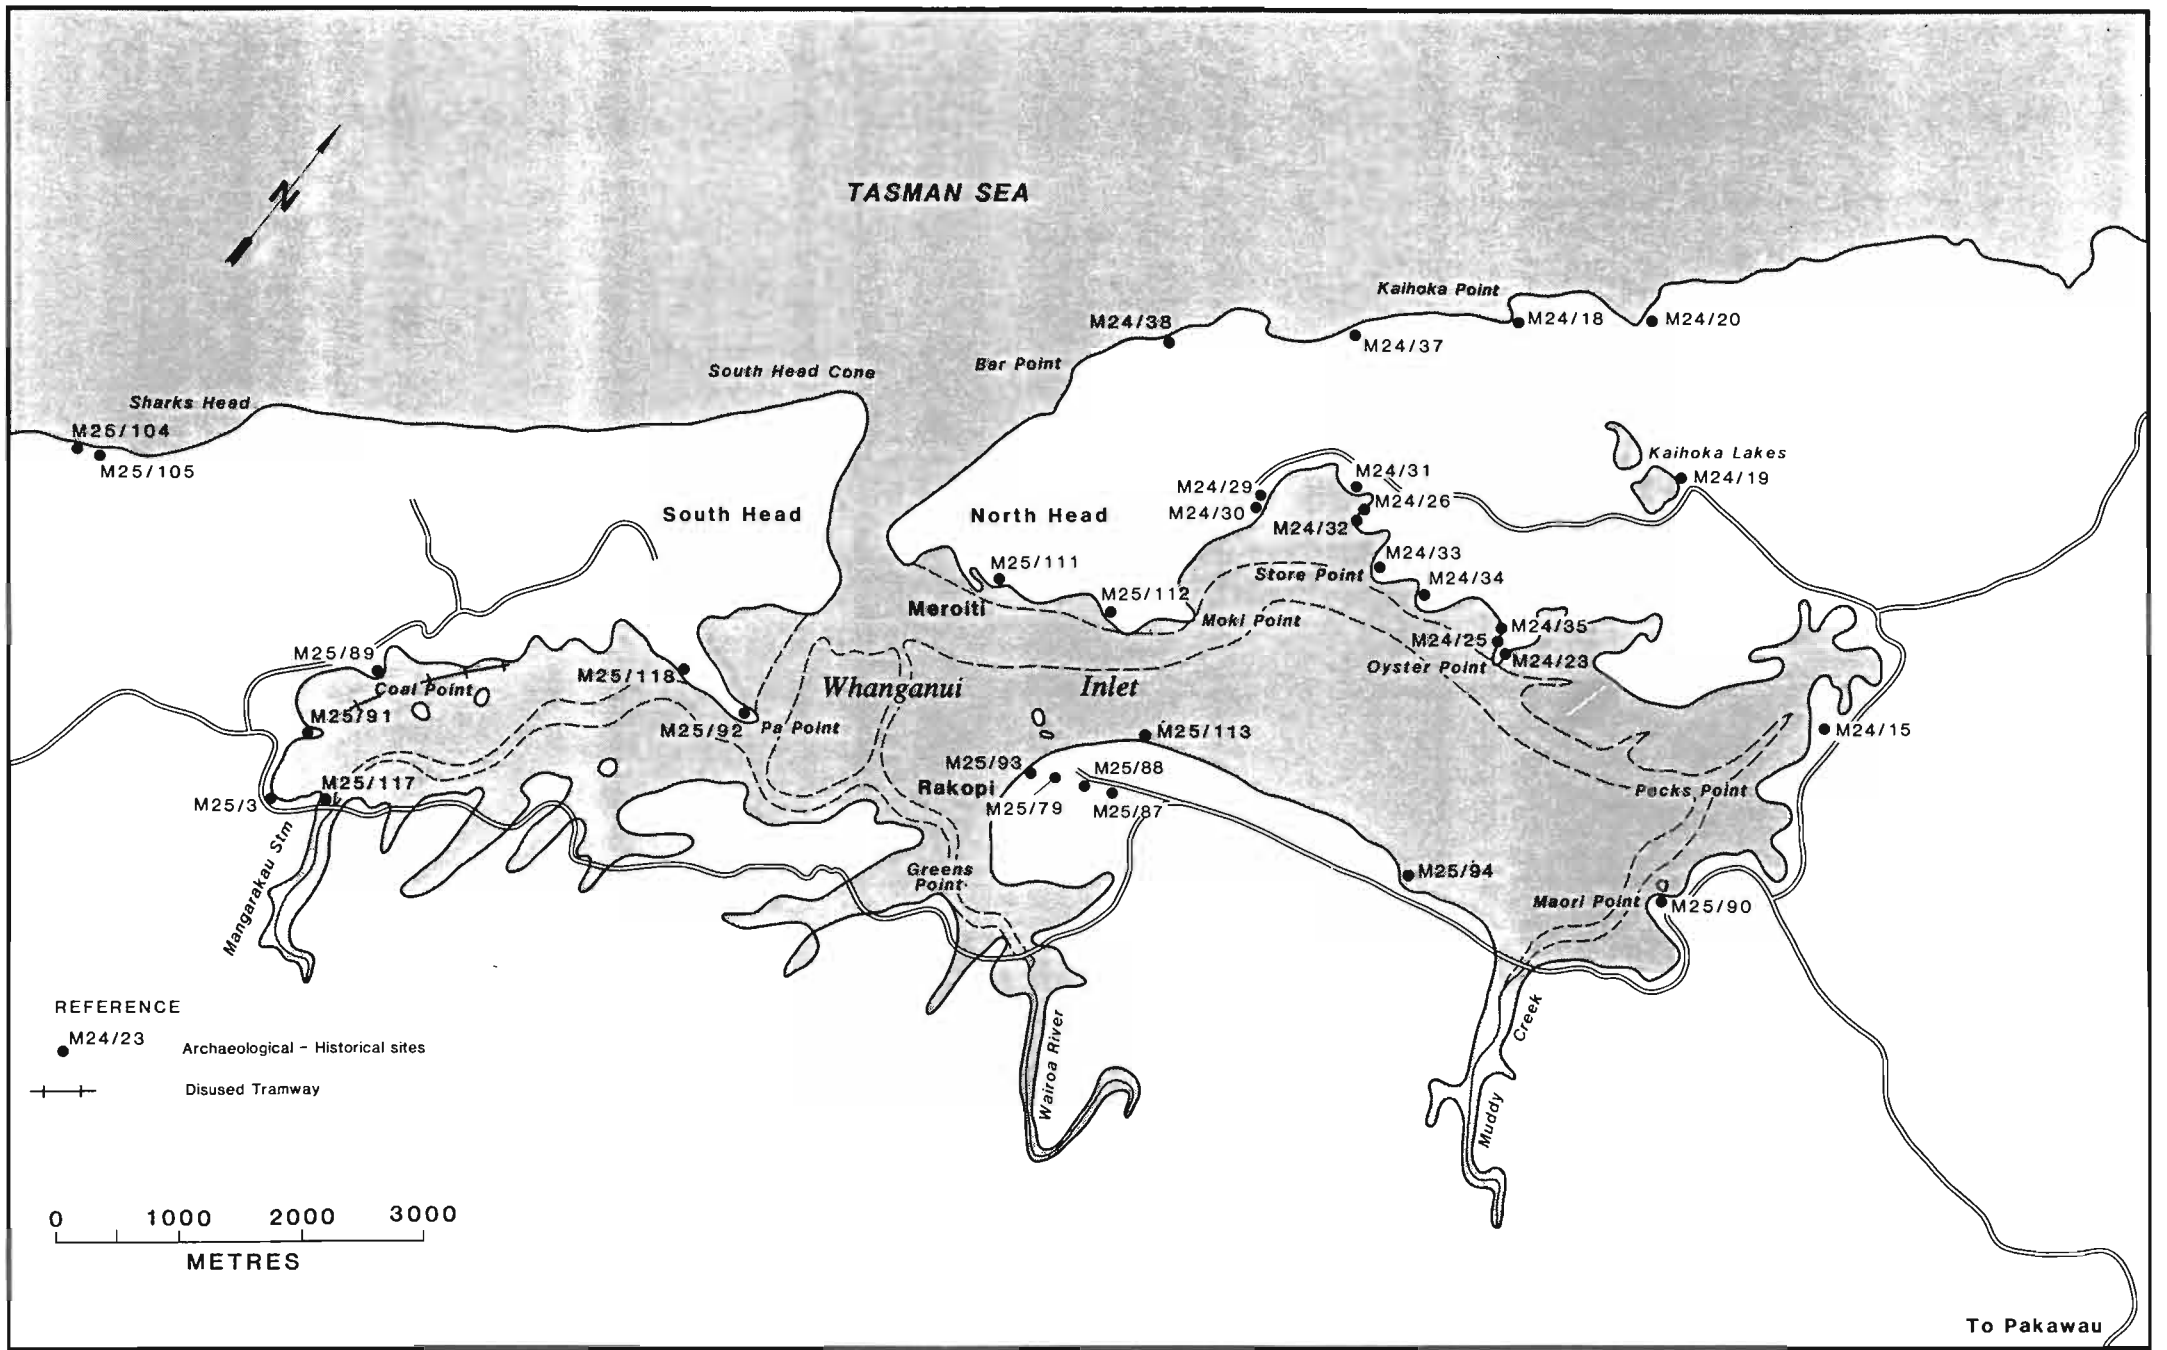 N
TASMAN SEA
Kaihoka Point
M24/18
M24/20
M24/38
M24/37
Bar Point
South Head Cone
Sharks Head
M25/104
M25/105
Kaihoka Lakes
M24/19
M24/31
M24/29
M24/26
M24/30
M24/32
South Head
North Head
M24/33
M25/111
Store Point
M24/34
M25/112
Meroiti
Moki Point
M24/35
M24/25
M24/23
Oyster Point
M25/89
M25/118
Coal Point
Whanganui
Inlet
M25/91
M25/92
Pa Point
M25/113
M24/15
M25/93
M25/88
Rakopi
M25/117
M25/3
M25/79
M25/87
Pecks Point
Mangarakau Stm
Greens
Point
M25/94
Maori Point
M25/90
REFERENCE
M24/23
Archaeological - Historical sites
Disused Tramway
Wairoa River
Muddy Creek
0 1000 2000 3000
METRES
To Pakawau